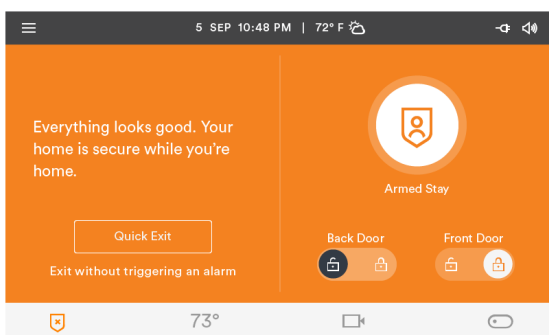 5 SEP 10:48 PM | 72° F
Everything looks good. Your
home is secure while you're
home.
Armed Stay
Quick Exit
Exit without triggering an alarm
Back Door Front Door
73°